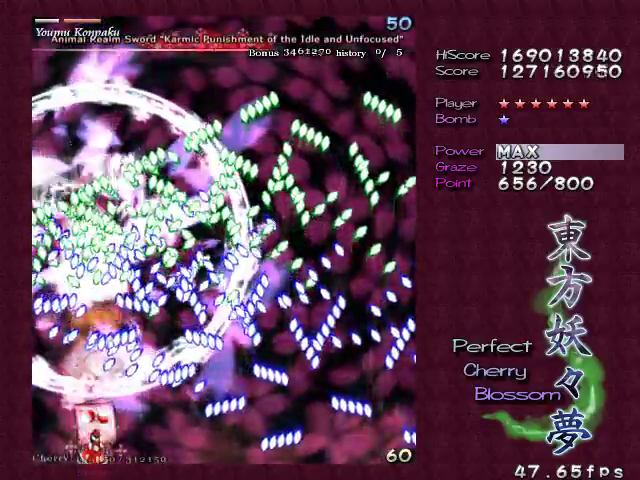 50
Youmu Konpaku
Animal Realm Sword "Karmic Punishment of the Idle and Unfocused"
Bonus 3461270 history 0/ 5
HiScore 169013840
Score 127160950
Player ★★★★★★
Bomb ★
Power MAX
Graze 1230
Point 656/800
東方妖々夢
Perfect
Cherry
Blossom
Cherry
60
47.65fps